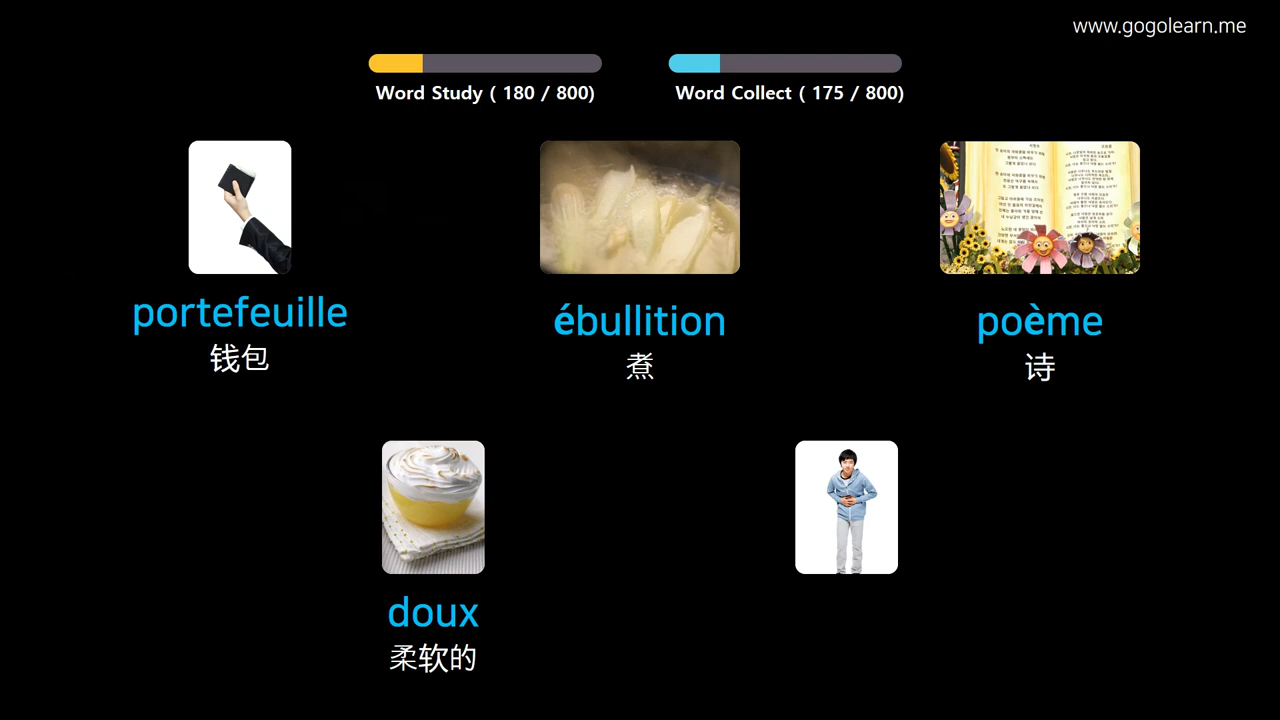 www.gogolearn.me
Word Study ( 180 / 800)
Word Collect ( 175 / 800)
portefeuille
钱包
ébullition
煮
poème
诗
doux
柔软的